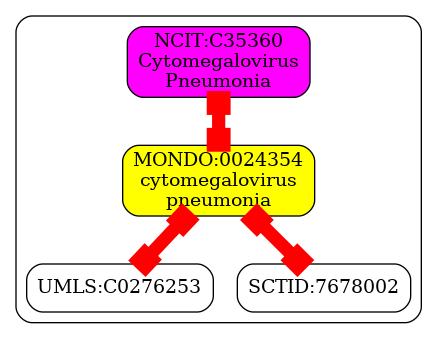 NCIT:C35360
Cytomegalovirus
Pneumonia
MONDO:0024354
cytomegalovirus
pneumonia
UMLS:C0276253
SCTID:7678002